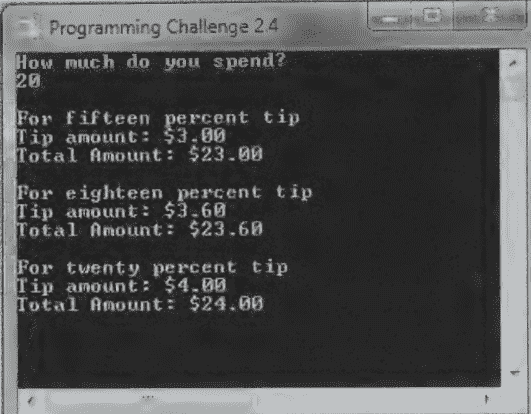 Programming Challenge 2.4
How much do you spend?
20
For fifteen percent tip
Tip amount: $3.00
Total Amount: $23.00
For eighteen percent tip
Tip amount: $3.60
Total Amount: $23.60
For twenty percent tip
Tip amount: $4.00
Total Amount: $24.00